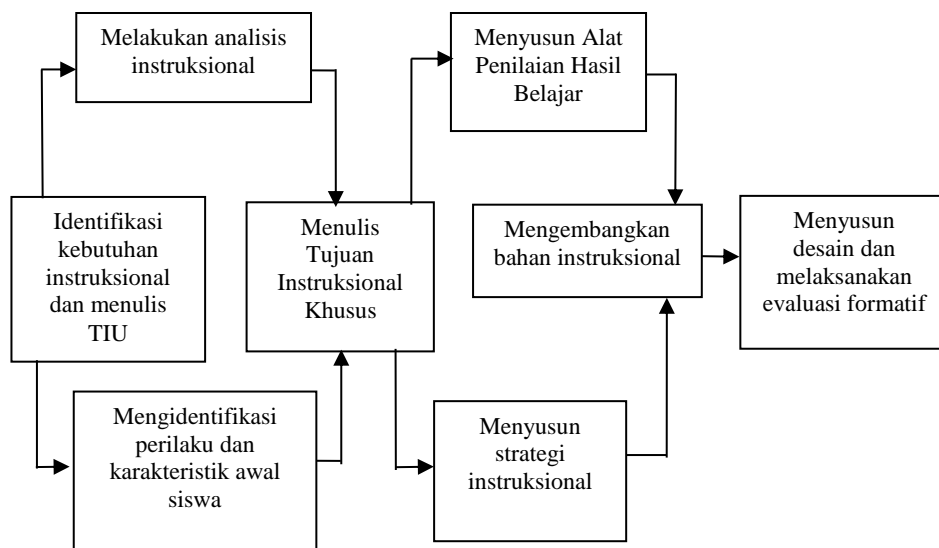 Melakukan analisis
instruksional
Menyusun Alat
Penilaian Hasil
Belajar
Identifikasi
kebutuhan
instruksional
dan menulis
TIU
Menulis
Tujuan
Instruksional
Khusus
Mengembangkan
bahan instruksional
Menyusun
desain dan
melaksanakan
evaluasi formatif
Mengidentifikasi
perilaku dan
karakteristik awal
siswa
Menyusun
strategi
instruksional